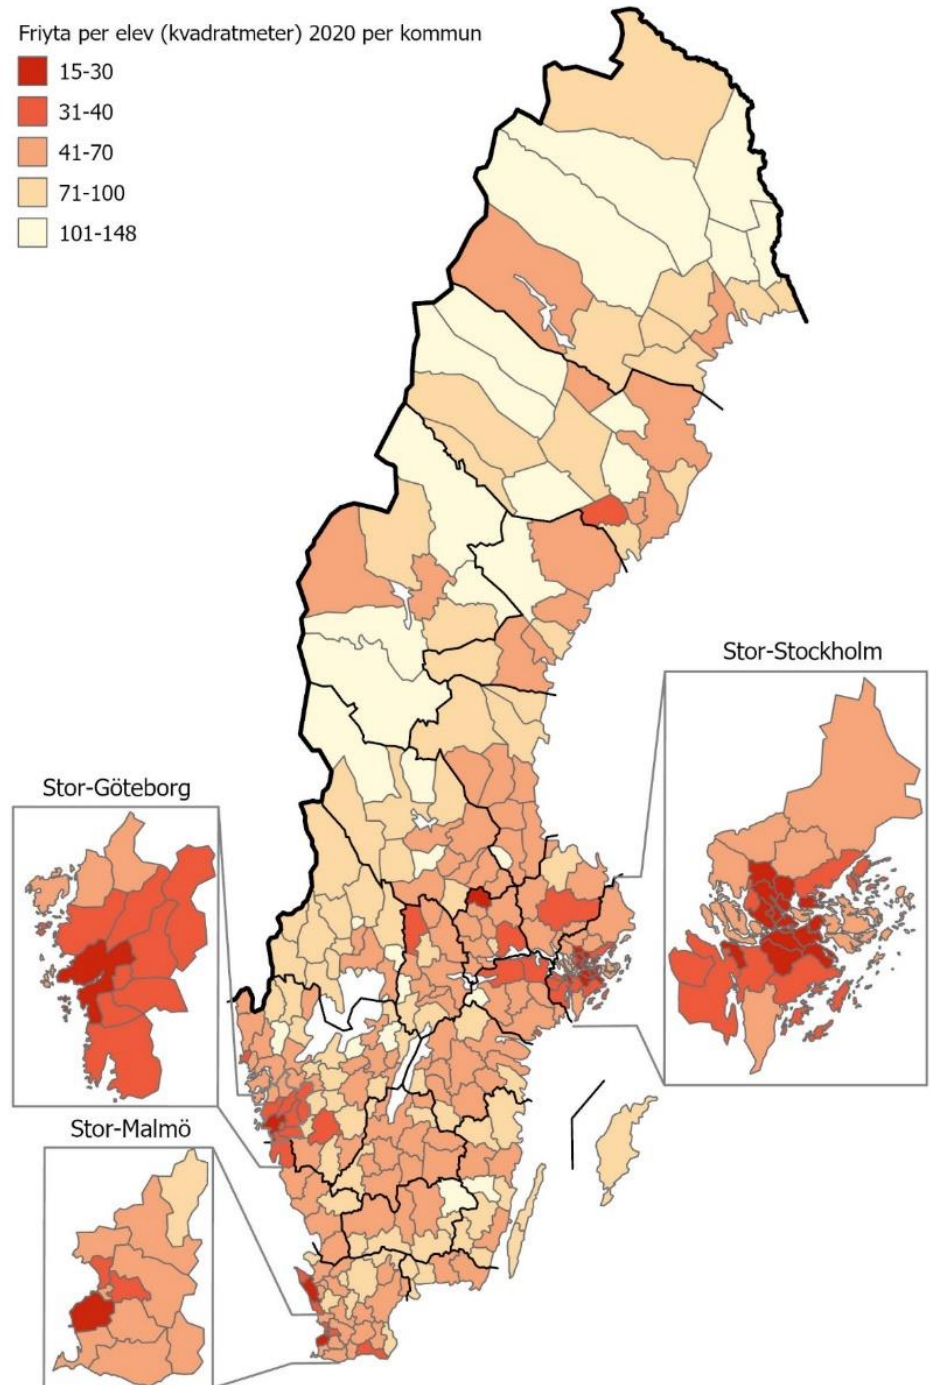 Friyta per elev (kvadratmeter) 2020 per kommun
15-30
31-40
41-70
71-100
101-148
Stor-Stockholm
Stor-Göteborg
Stor-Malmö